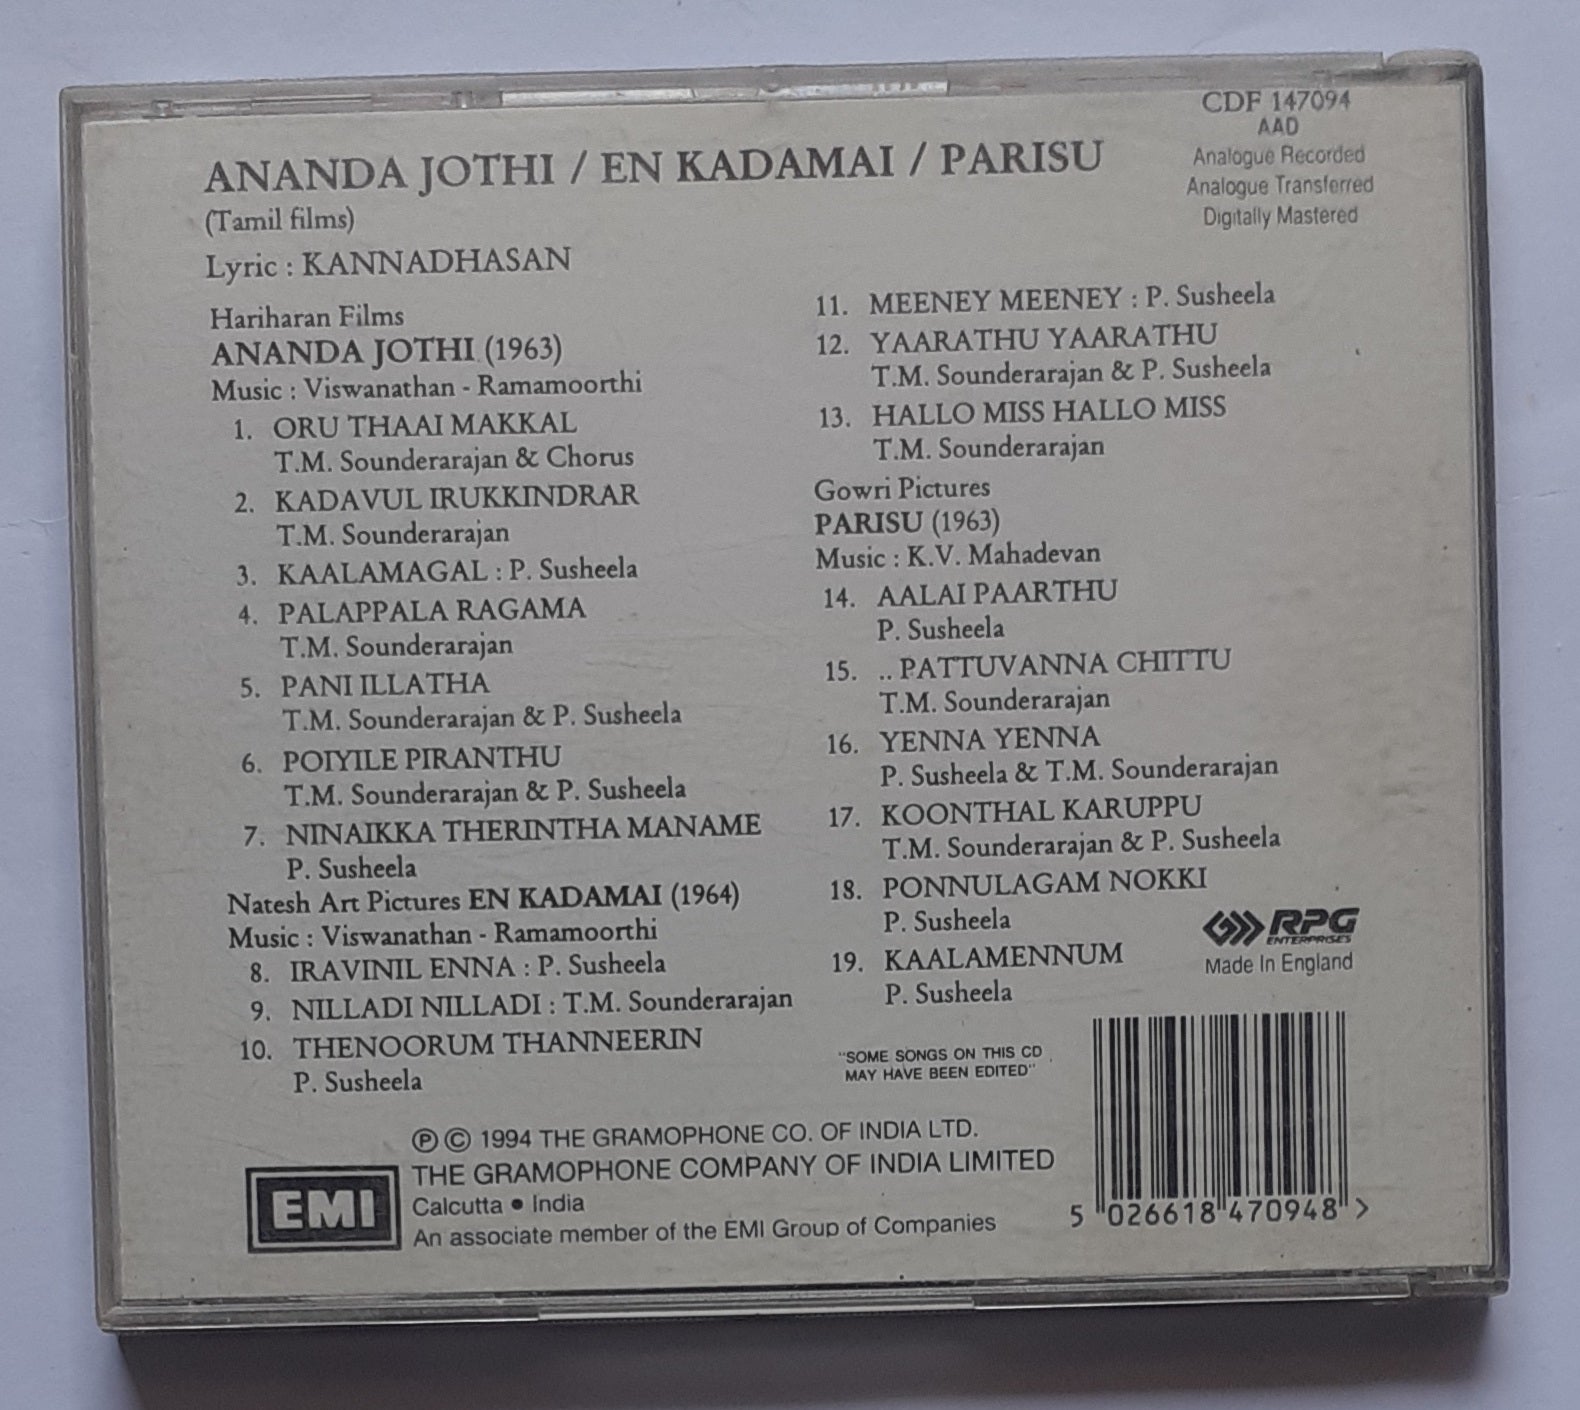 CDF 147094
AAD
Analogue Recorded
Analogue Transferred
Digitally Mastered
ANANDA JOTHI / EN KADAMAI / PARISU
(Tamil films)
Lyric : KANNADHASAN
Hariharan Films
ANANDA JOTHI (1963)
Music : Viswanathan - Ramamoorthi
1. ORU THAAI MAKKAL
T.M. Sounderarajan & Chorus
2. KADAVUL IRUKKINDRAR
T.M. Sounderarajan
3. KAALAMAGAL : P. Susheela
4. PALAPPALA RAGAMA
T.M. Sounderarajan
5. PANI ILLATHA
T.M. Sounderarajan & P. Susheela
6. POIYILE PIRANTHU
T.M. Sounderarajan & P. Susheela
7. NINAIKKA THERINTHA MANAME
P. Susheela
Natesh Art Pictures EN KADAMAI (1964)
Music : Viswanathan - Ramamoorthi
8. IRAVINIL ENNA : P. Susheela
9. NILLADI NILLADI : T.M. Sounderarajan
10. THENOORUM THANNEERIN
P. Susheela
11. MEENEY MEENEY : P. Susheela
12. YAARATHU YAARATHU
T.M. Sounderarajan & P. Susheela
13. HALLO MISS HALLO MISS
T.M. Sounderarajan
Gowri Pictures
PARISU (1963)
Music : K.V. Mahadevan
14. AALAI PAARTHU
P. Susheela
15. .. PATTUVANNA CHITTU
T.M. Sounderarajan
16. YENNA YENNA
P. Susheela & T.M. Sounderarajan
17. KOONTHAL KARUPPU
T.M. Sounderarajan & P. Susheela
18. PONNULAGAM NOKKI
P. Susheela
19. KAALAMENNUM
P. Susheela
RPG
ENTERPRISES
Made In England
"SOME SONGS ON THIS CD
MAY HAVE BEEN EDITED"
℗ © 1994 THE GRAMOPHONE CO. OF INDIA LTD.
THE GRAMOPHONE COMPANY OF INDIA LIMITED
Calcutta • India
An associate member of the EMI Group of Companies
EMI
5 026618 470948 >